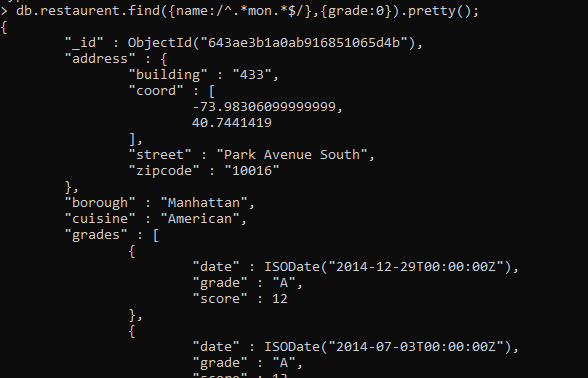 > db.restaurent.find({name:/^.*mon.*$/},{grade:0}).pretty();
{
"_id" : ObjectId("643ae3b1a0ab916851065d4b"),
"address" : {
"building" : "433",
"coord" : [
-73.98306099999999,
40.7441419
],
"street" : "Park Avenue South",
"zipcode" : "10016"
},
"borough" : "Manhattan",
"cuisine" : "American",
"grades" : [
{
"date" : ISODate("2014-12-29T00:00:00Z"),
"grade" : "A",
"score" : 12
},
{
"date" : ISODate("2014-07-03T00:00:00Z"),
"grade" : "A",
"score" : 13